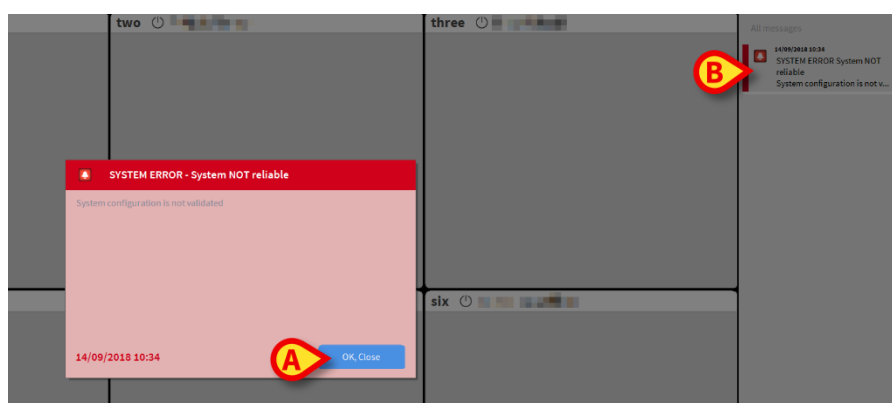 two
three
All messages
14/09/2018 10:34
SYSTEM ERROR System NOT
reliable
System configuration is not v...
B
SYSTEM ERROR - System NOT reliable
System configuration is not validated
six
14/09/2018 10:34
A
OK, Close